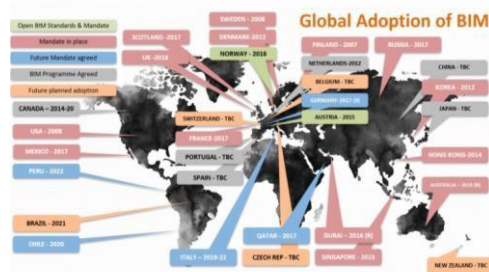 Global Adoption of BIM
Open BIM Standards & Mandate
Mandate in place
Future Mandate agreed
BIM Programme Agreed
Future planned adoption
SWEDEN - 2008
DENMARK-2012
NORWAY - 2016
SCOTLAND -2017
UK -2016
FINLAND - 2007
NETHERLANDS-2012
BELGIUM - TBC
GERMANY-2017-20
AUSTRIA - 2015
RUSSIA - 2017
CHINA - TBC
KOREA - 2012
JAPAN - TBC
CANADA – 2014-20
USA - 2008
MEXICO - 2017
PERU - 2022
SWITZERLAND - TBC
FRANCE-2017
PORTUGAL - TBC
SPAIN - TBC
HONG KONG-2014
AUSTRALIA - 2016 (R)
BRAZIL - 2021
CHILE - 2020
ITALY – 2019-22
QATAR - 2017
CZECH REP - TBC
DUBAI – 2016 (R)
SINGAPORE - 2015
NEW ZEALAND - TBC